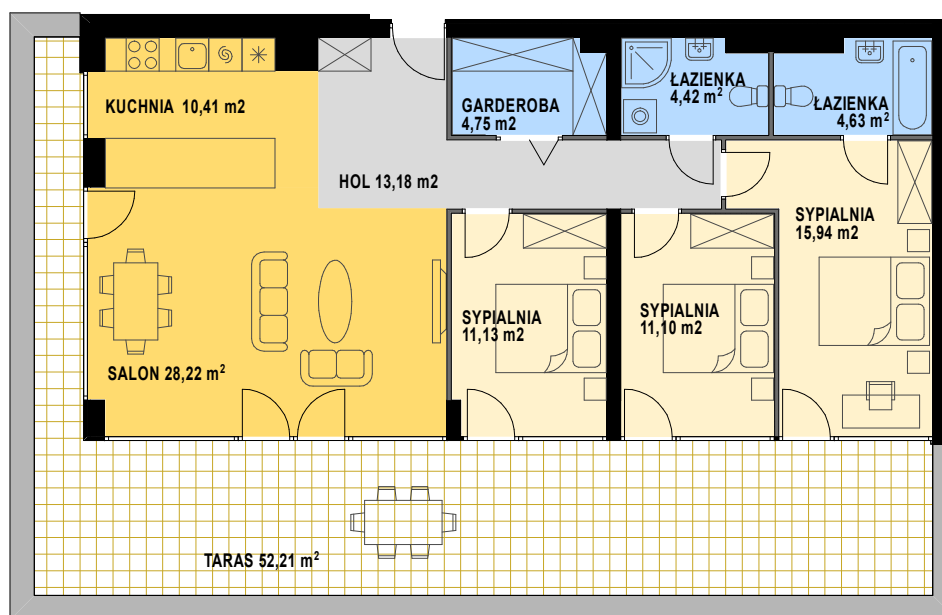 KUCHNIA 10,41 m2
GARDEROBA
4,75 m2
ŁAZIENKA
4,42 m²
ŁAZIENKA
4,63 m²
HOL 13,18 m2
SYPIALNIA
15,94 m2
SYPIALNIA
11,13 m2
SYPIALNIA
11,10 m2
SALON 28,22 m²
TARAS 52,21 m²